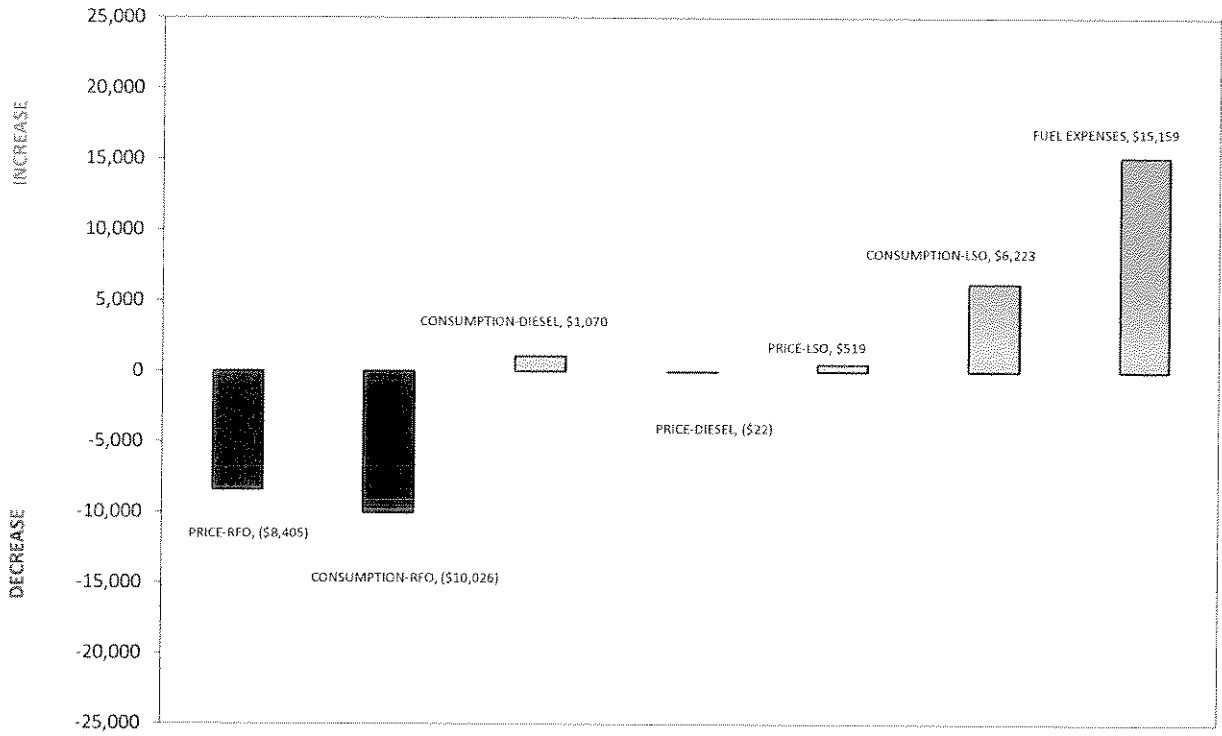 25,000
20,000
15,000
10,000
5,000
0
-5,000
-10,000
-15,000
-20,000
-25,000
INCREASE
DECREASE
FUEL EXPENSES, $15,159
CONSUMPTION-LSO, $6,223
CONSUMPTION-DIESEL, $1,070
PRICE-LSO, $519
PRICE-DIESEL, ($22)
PRICE-RFO, ($8,405)
CONSUMPTION-RFO, ($10,026)